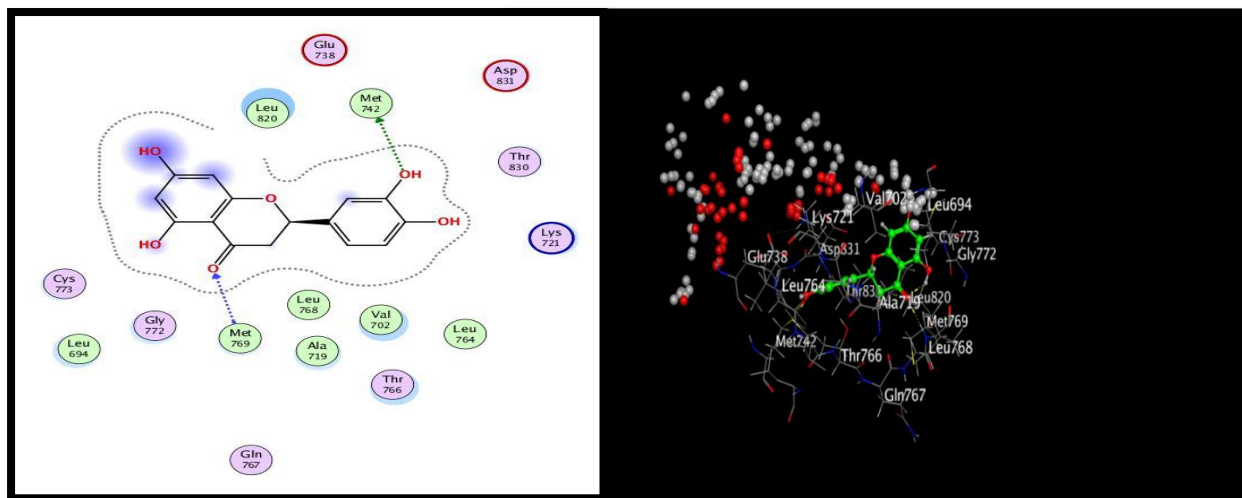 Glu
738
Asp
831
Met
742
Leu
820
HO
OH
Thr
830
O
OH
Lys
721
OH
O
Cys
773
Leu
768
Val
702
Gly
772
Met
769
Leu
764
Leu
694
Ala
719
Thr
766
Gln
767
Val702
Leu694
Lys721
Cys773
Asp831
Gly772
Glu738
Leu764
Ala719
Leu820
Met769
Met742
Leu768
Thr766
Gln767